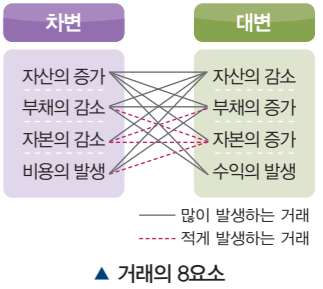 차변 대변
자산의 증가 자산의 감소
부채의 감소 부채의 증가
자본의 감소 자본의 증가
비용의 발생 수익의 발생
많이 발생하는 거래
적게 발생하는 거래
▲ 거래의 8요소